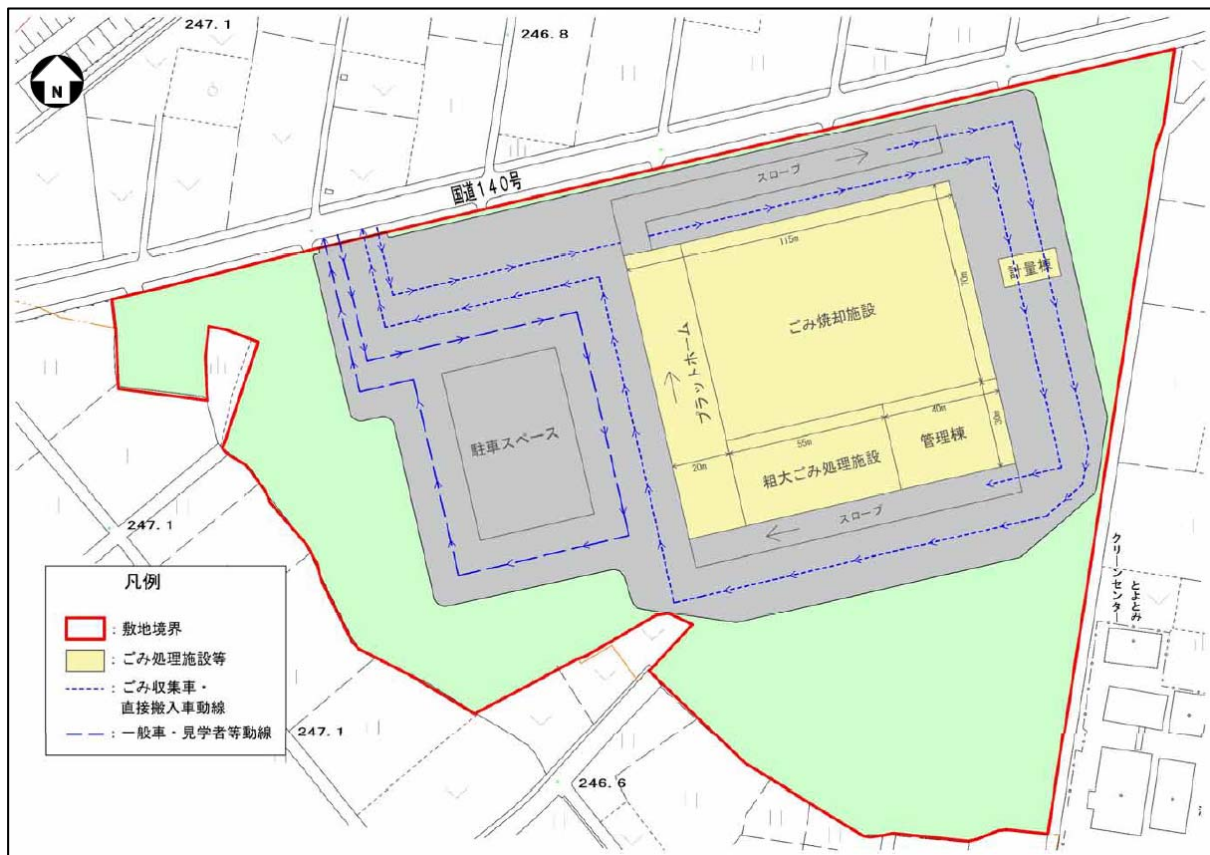 247.1
246.8
N
国道140号
スロープ
115m
70m
計量棟
ごみ焼却施設
プラットホーム
駐車スペース
40m
55m
30m
管理棟
20m
粗大ごみ処理施設
スロープ
247.1
とよとみ
クリーンセンター
凡例
：敷地境界
：ごみ処理施設等
：ごみ収集車・
直接搬入車動線
：一般車・見学者等動線
247.1
246.6